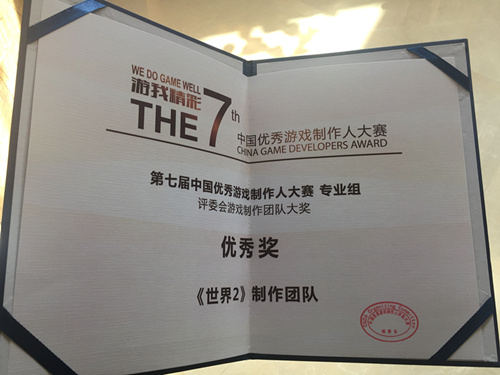 WE DO GAME WELL
游我精彩
THE 7th
中国优秀游戏制作人大赛
CHINA GAME DEVELOPERS AWARD
第七届中国优秀游戏制作人大赛 专业组
评委会游戏制作团队大奖
优秀奖
《世界2》制作团队